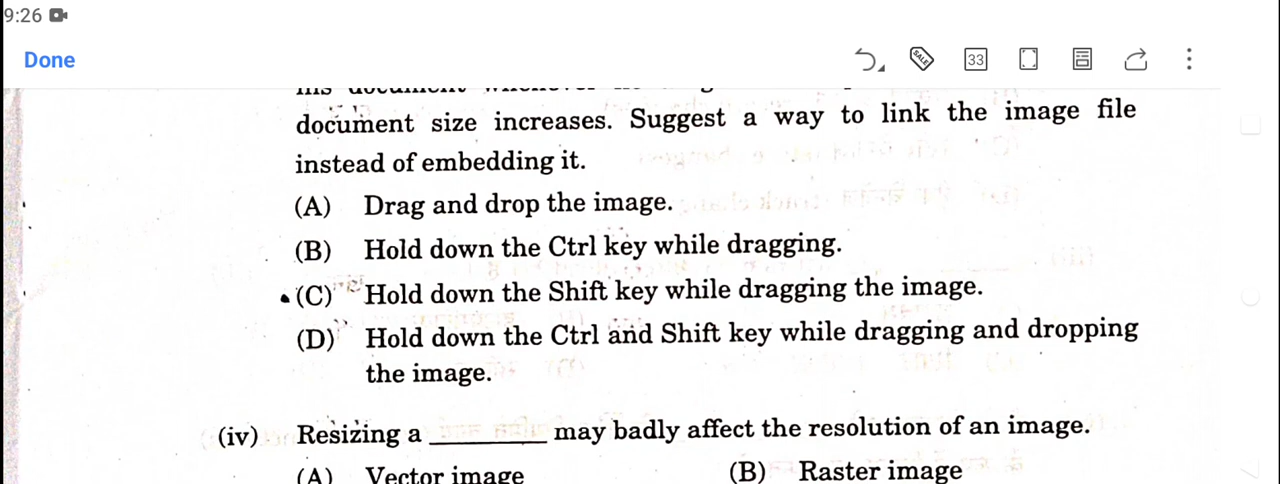 9:26
Done
SALE
33
document size increases. Suggest a way to link the image file
instead of embedding it.
(A) Drag and drop the image.
(B) Hold down the Ctrl key while dragging.
(C) Hold down the Shift key while dragging the image.
(D) Hold down the Ctrl and Shift key while dragging and dropping
the image.
(iv) Resizing a ________ may badly affect the resolution of an image.
(A) Vector image (B) Raster image